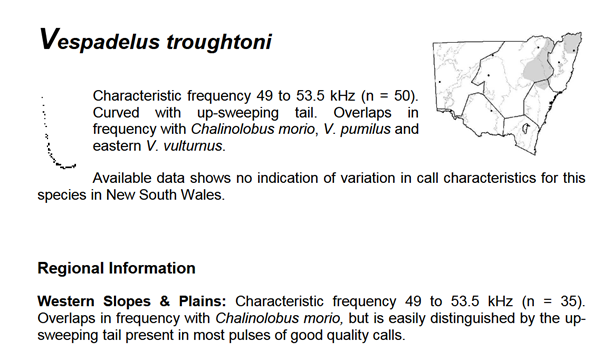 Vespadelus troughtoni
Characteristic frequency 49 to 53.5 kHz (n = 50).
Curved with up-sweeping tail. Overlaps in
frequency with Chalinolobus morio, V. pumilus and
eastern V. vulturnus.
Available data shows no indication of variation in call characteristics for this
species in New South Wales.
Regional Information
Western Slopes & Plains: Characteristic frequency 49 to 53.5 kHz (n = 35).
Overlaps in frequency with Chalinolobus morio, but is easily distinguished by the up-
sweeping tail present in most pulses of good quality calls.